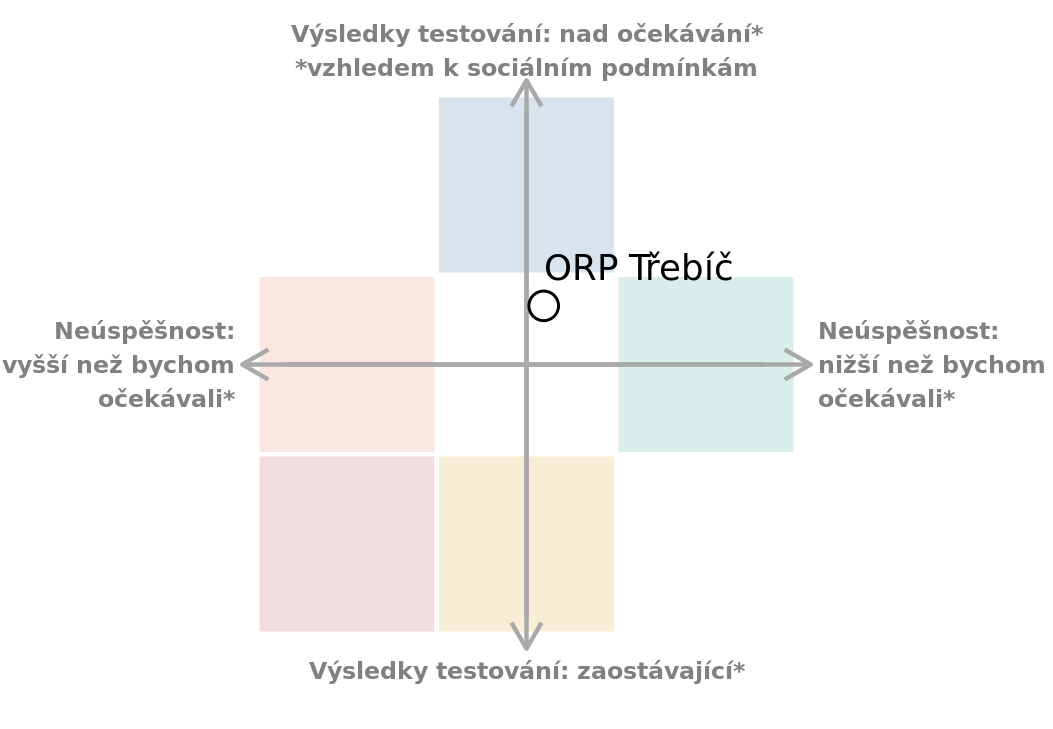 Výsledky testování: nad očekávání*
*vzhledem k sociálním podmínkám
ORP Třebíč
Neúspěšnost:
vyšší než bychom
očekávali*
Neúspěšnost:
nižší než bychom
očekávali*
Výsledky testování: zaostávající*